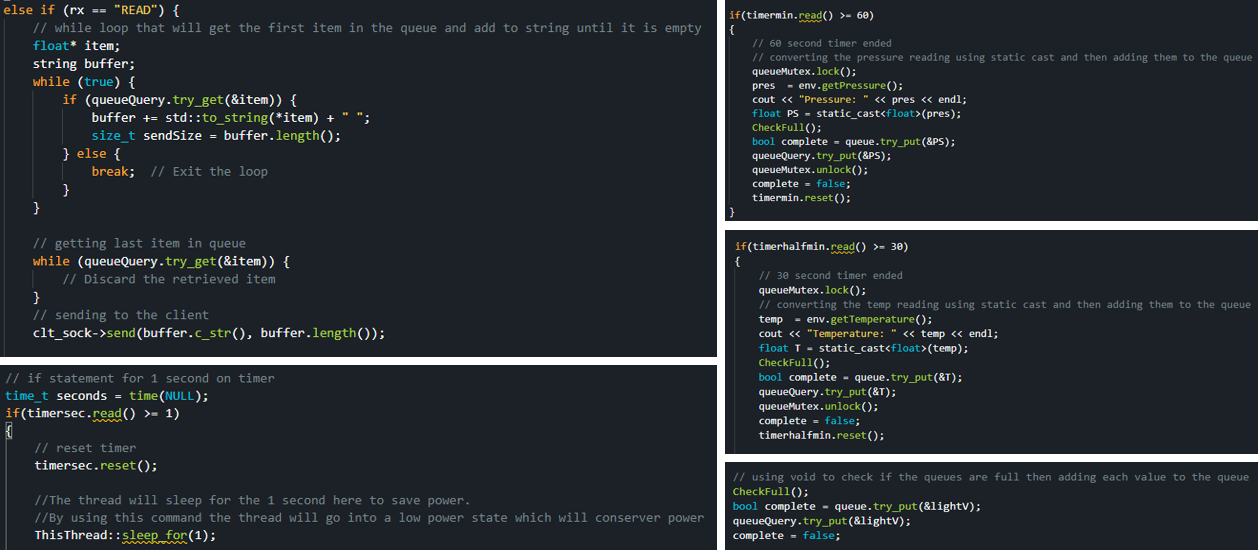 else if (rx == "READ") {
// while loop that will get the first item in the queue and add to string until it is empty
float* item;
string buffer;
while (true) {
if (queueQuery.try_get(&item)) {
buffer += std::to_string(*item) + " ";
size_t sendSize = buffer.length();
} else {
break;  // Exit the loop
}
}
// getting last item in queue
while (queueQuery.try_get(&item)) {
// Discard the retrieved item
}
// sending to the client
clt_sock->send(buffer.c_str(), buffer.length());
// if statement for 1 second on timer
time_t seconds = time(NULL);
if(timersec.read() >= 1)
{
// reset timer
timersec.reset();
//The thread will sleep for the 1 second here to save power.
//By using this command the thread will go into a low power state which will conserver power
ThisThread::sleep_for(1);
if(timermin.read() >= 60)
{
// 60 second timer ended
// converting the pressure reading using static cast and then adding them to the queue
queueMutex.lock();
pres  = env.getPressure();
cout << "Pressure: " << pres << endl;
float PS = static_cast<float>(pres);
CheckFull();
bool complete = queue.try_put(&PS);
queueQuery.try_put(&PS);
queueMutex.unlock();
complete = false;
timermin.reset();
}
if(timerhalfmin.read() >= 30)
{
// 30 second timer ended
queueMutex.lock();
// converting the temp reading using static cast and then adding them to the queue
temp  = env.getTemperature();
cout << "Temperature: " << temp << endl;
float T = static_cast<float>(temp);
CheckFull();
bool complete = queue.try_put(&T);
queueQuery.try_put(&T);
queueMutex.unlock();
complete = false;
timerhalfmin.reset();
// using void to check if the queues are full then adding each value to the queue
CheckFull();
bool complete = queue.try_put(&lightV);
queueQuery.try_put(&lightV);
complete = false;